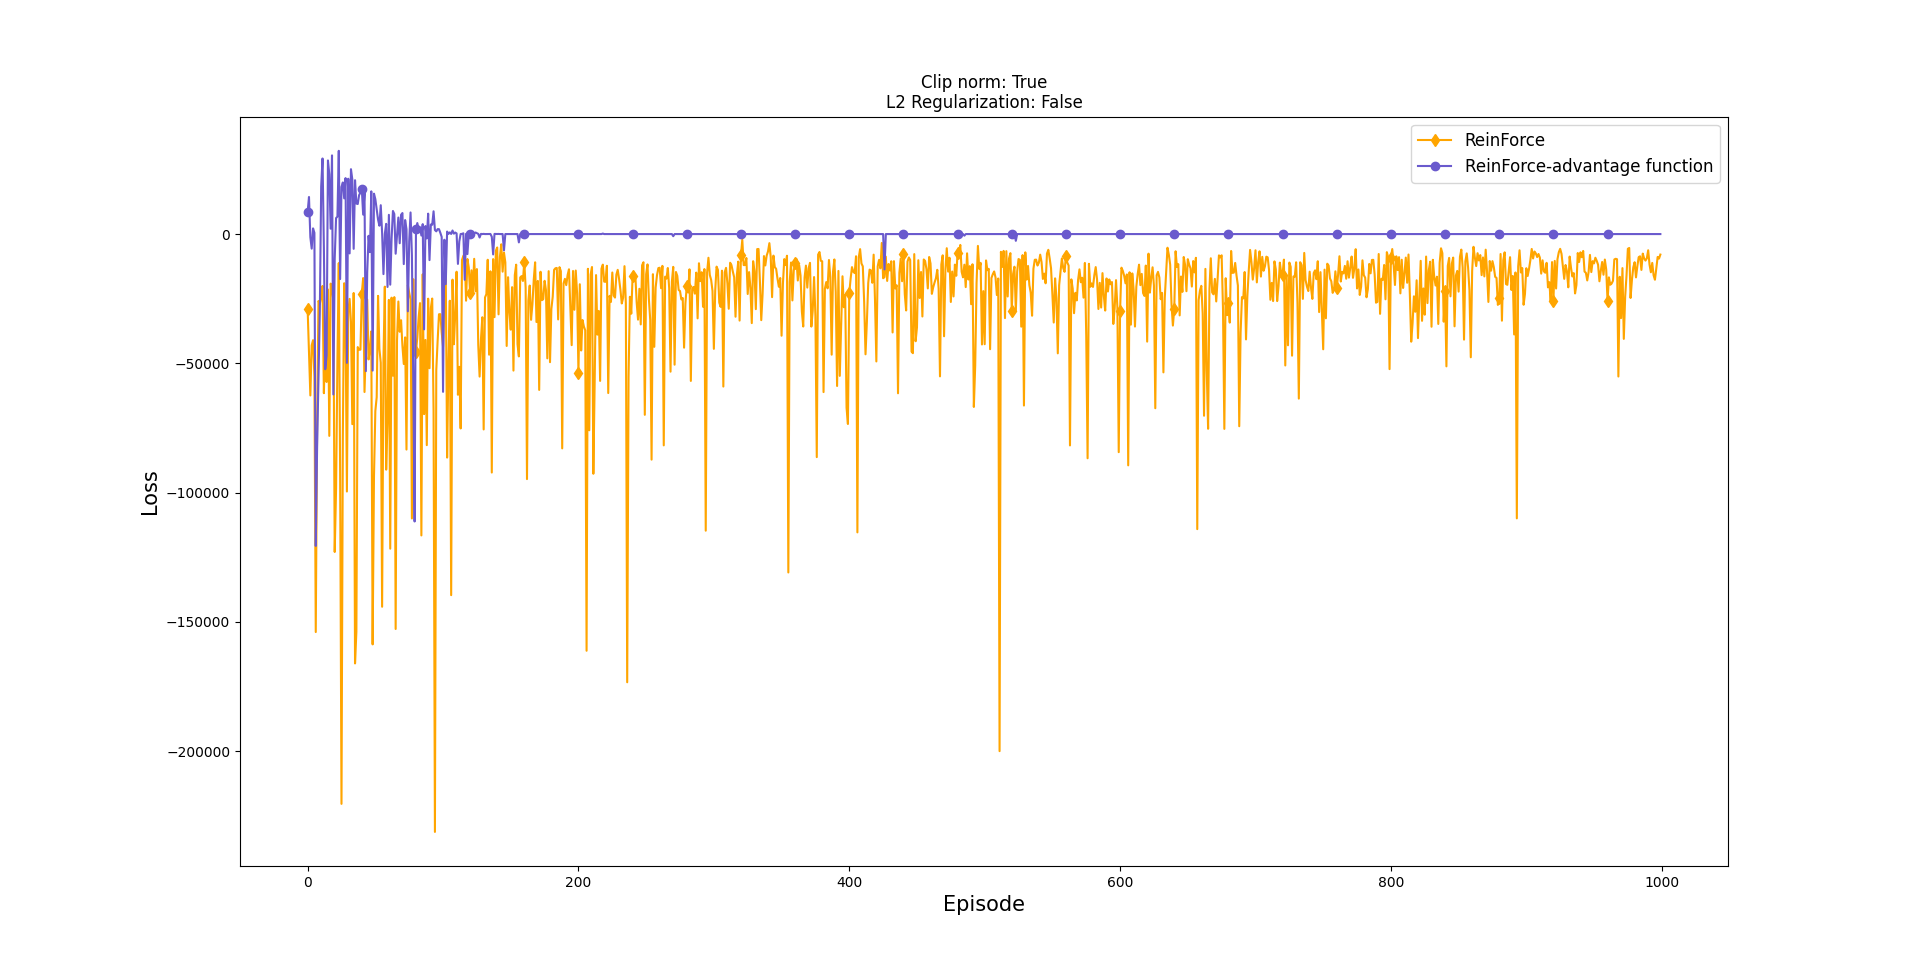 Clip norm: True
L2 Regularization: False
ReinForce
ReinForce-advantage function
Loss
0
−50000
−100000
−150000
−200000
0
200
400
600
800
1000
Episode